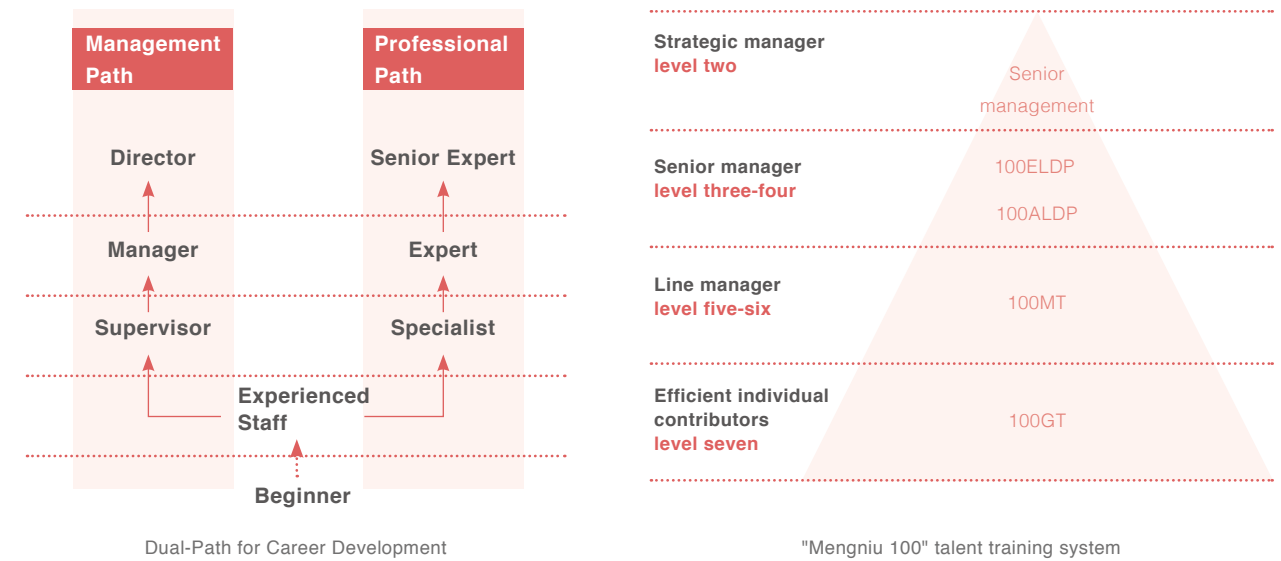 Management
Path
Professional
Path
Director
Senior Expert
Manager
Expert
Supervisor
Specialist
Experienced
Staff
Beginner
Dual-Path for Career Development
Strategic manager
level two
Senior
management
Senior manager
level three-four
100ELDP
100ALDP
Line manager
level five-six
100MT
Efficient individual
contributors
level seven
100GT
"Mengniu 100" talent training system